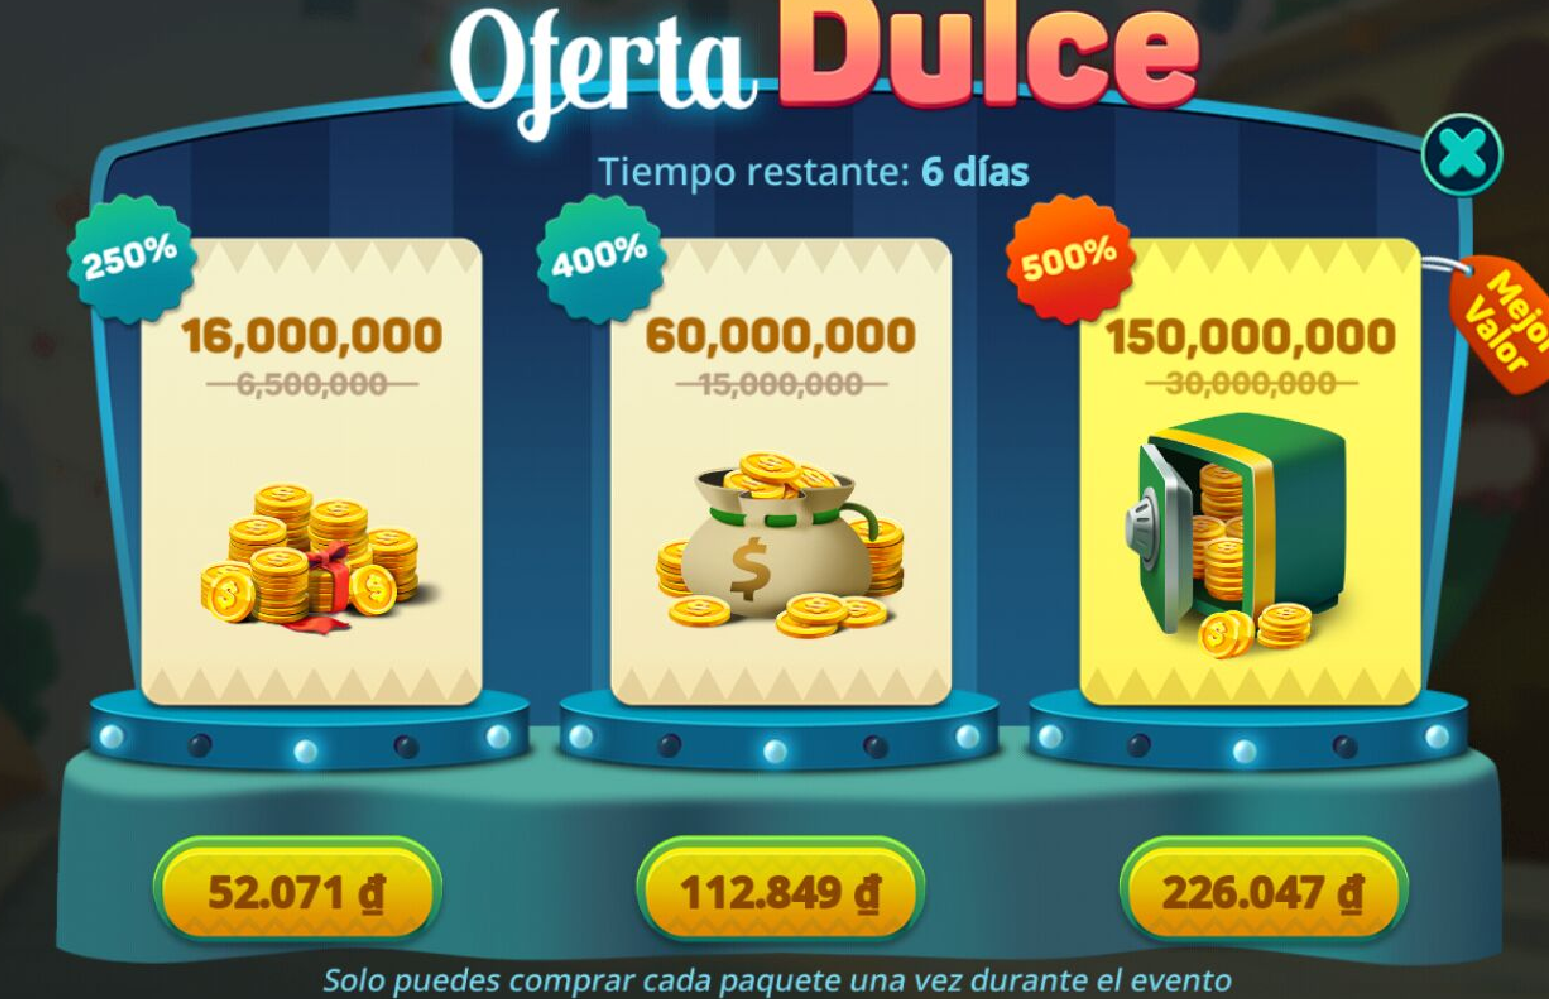 Oferta Dulce
Tiempo restante: 6 días
250%
16,000,000
6,500,000
52.071 ₫
400%
60,000,000
15,000,000
$
112.849 ₫
500%
150,000,000
30,000,000
Mejor
Valor
226.047 ₫
Solo puedes comprar cada paquete una vez durante el evento